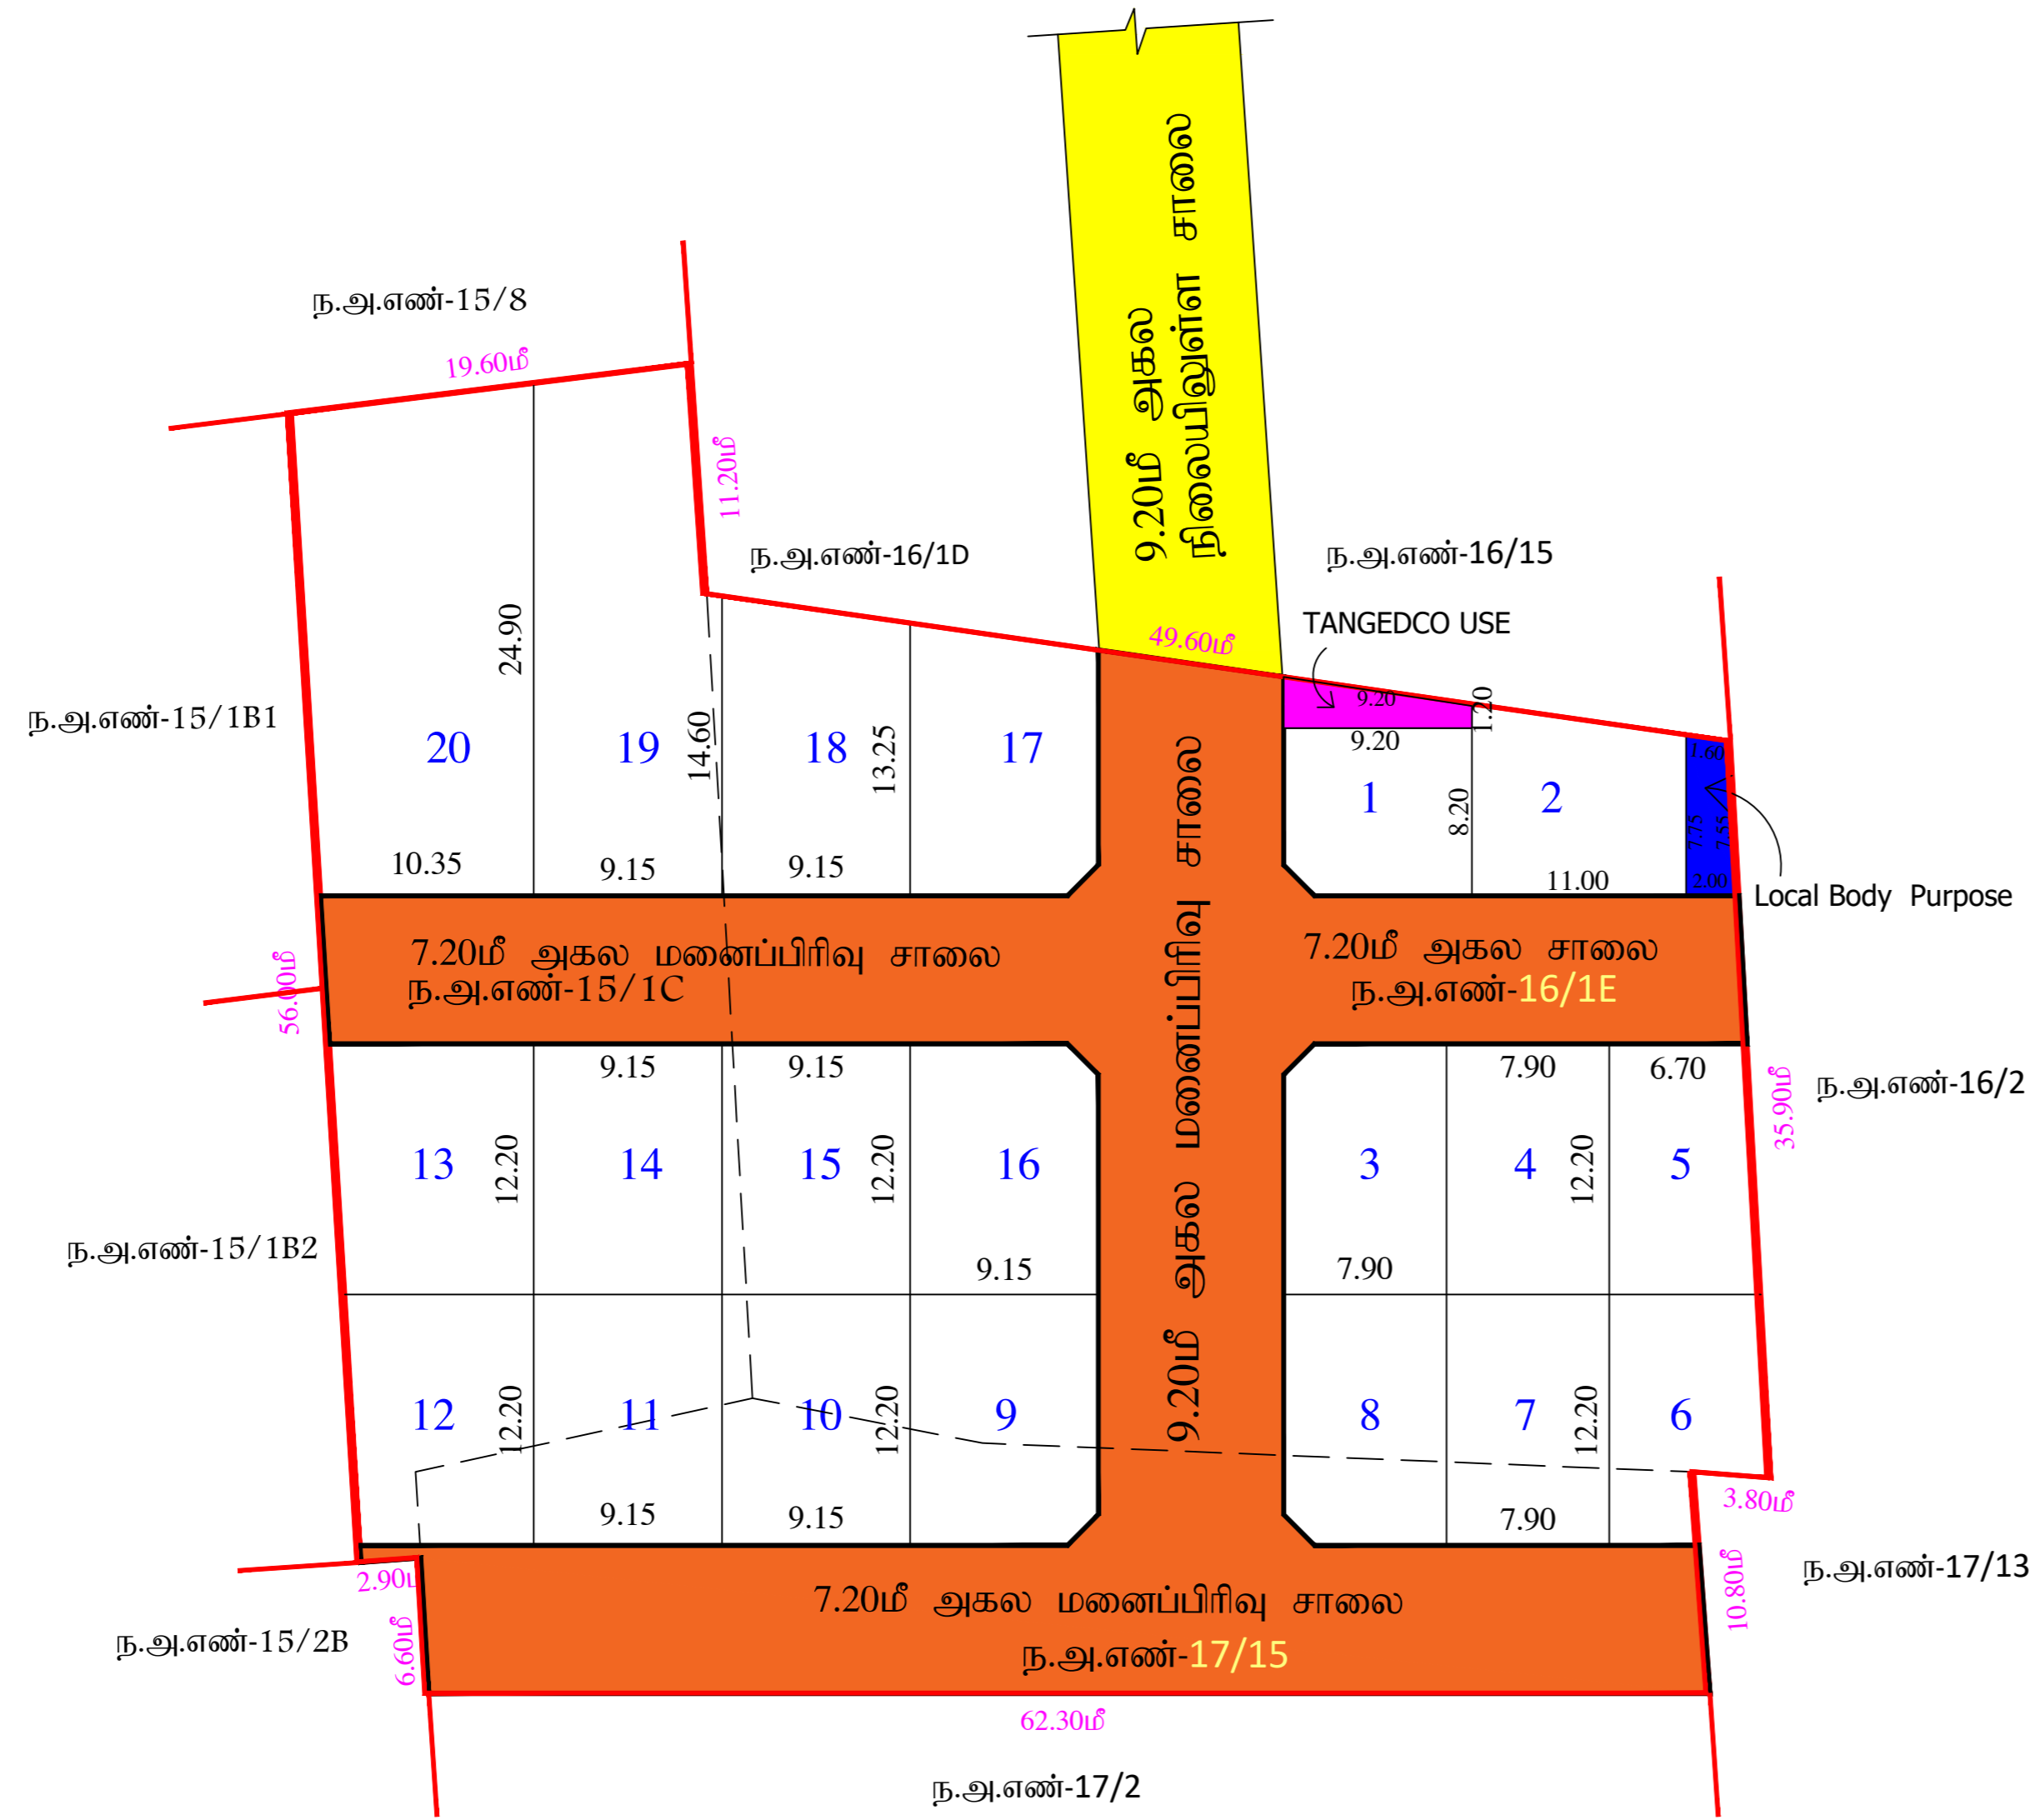 9.20மீ அகல
நிலையிலுள்ள சாலை
ந.அ.எண்-15/8
19.60மீ
11.20மீ
ந.அ.எண்-16/1D
ந.அ.எண்-16/15
TANGEDCO USE
49.60மீ
9.20
1.20
24.90
ந.அ.எண்-15/1B1
20
19
14.60
18
13.25
17
9.20
1
8.20
2
1.60
7.75
7.55
10.35
9.15
9.15
11.00
2.00
Local Body Purpose
7.20மீ அகல மனைப்பிரிவு சாலை
ந.அ.எண்-15/1C
9.20மீ அகல மனைப்பிரிவு சாலை
7.20மீ அகல சாலை
ந.அ.எண்-16/1E
56.00மீ
9.15
9.15
7.90
6.70
35.90மீ
ந.அ.எண்-16/2
13
12.20
14
15
12.20
16
3
4
12.20
5
ந.அ.எண்-15/1B2
9.15
7.90
12
12.20
11
10
12.20
9
8
7
12.20
6
9.15
9.15
7.90
3.80மீ
2.90
ந.அ.எண்-17/13
7.20மீ அகல மனைப்பிரிவு சாலை
10.80மீ
ந.அ.எண்-15/2B
6.60மீ
ந.அ.எண்-17/15
62.30மீ
ந.அ.எண்-17/2